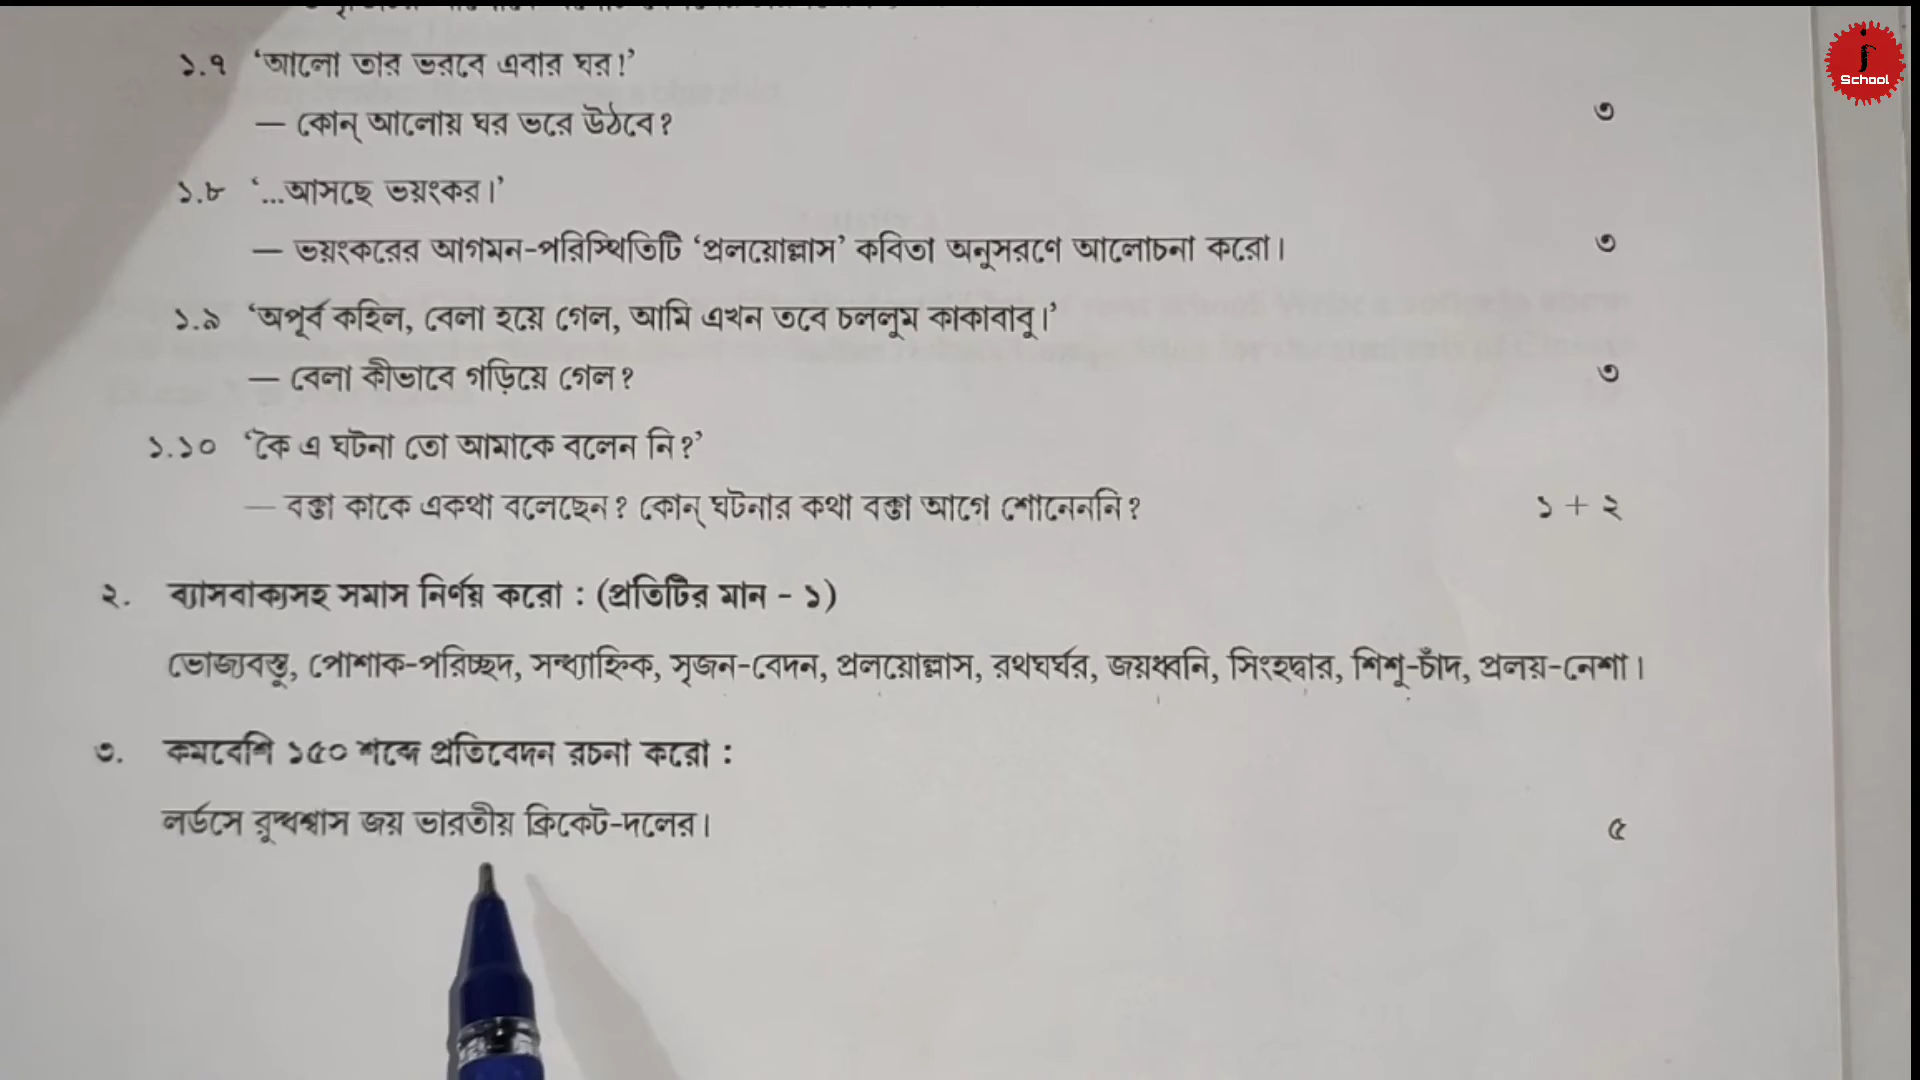 j
School
১.৭ ‘আলো তার ভরবে এবার ঘর!’
— কোন্ আলোয় ঘর ভরে উঠবে? ৩
১.৮ ‘...আসছে ভয়ংকর।’
— ভয়ংকরের আগমন-পরিস্থিতিটি ‘প্রলয়োল্লাস’ কবিতা অনুসরণে আলোচনা করো। ৩
১.৯ ‘অপূর্ব কহিল, বেলা হয়ে গেল, আমি এখন তবে চললুম কাকাবাবু।’
— বেলা কীভাবে গড়িয়ে গেল? ৩
১.১০ ‘কৈ এ ঘটনা তো আমাকে বলেন নি?’
— বক্তা কাকে একথা বলেছেন? কোন্ ঘটনার কথা বক্তা আগে শোনেননি? ১ + ২
২. ব্যাসবাক্যসহ সমাস নির্ণয় করো : (প্রতিটির মান - ১)
ভোজ্যবস্তু, পোশাক-পরিচ্ছদ, সন্ধ্যাহ্নিক, সৃজন-বেদন, প্রলয়োল্লাস, রথঘর্ঘর, জয়ধ্বনি, সিংহদ্বার, শিশু-চাঁদ, প্রলয়-নেশা।
৩. কমবেশি ১৫০ শব্দে প্রতিবেদন রচনা করো :
লর্ডসে রুদ্ধশ্বাস জয় ভারতীয় ক্রিকেট-দলের। ৫